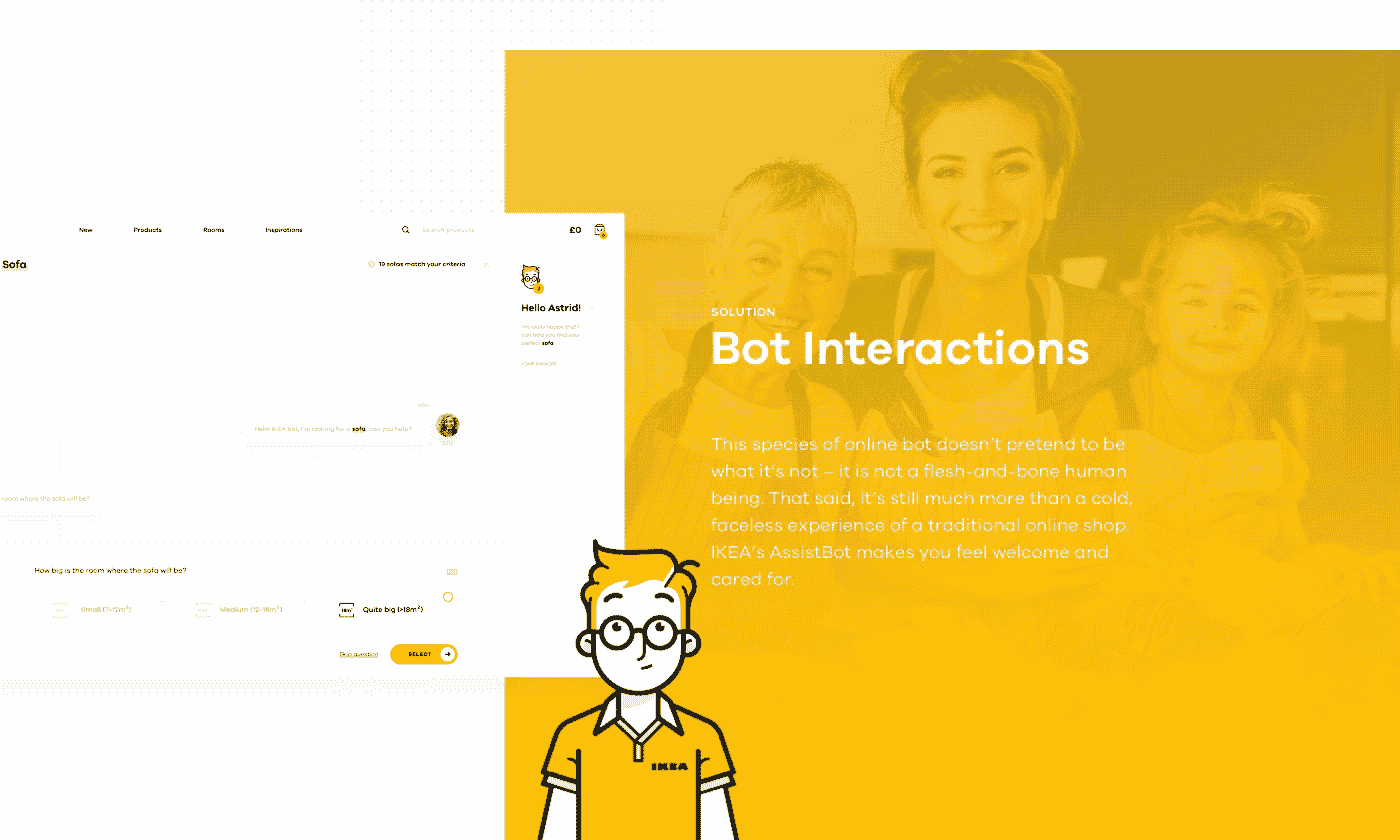 New Products Rooms Inspirations Search products £0
Sofa
19 sofas match your criteria
Hello Astrid!
I'm really happy that I
can help you find your
perfect sofa
Hello IKEA bot, I'm looking for a sofa, can you help?
room where the sofa will be?
How big is the room where the sofa will be?
Small (7-12m²) Medium (12-18m²) 18m² Quite big (>18m²)
Skip question SELECT
SOLUTION
Bot Interactions
This species of online bot doesn't pretend to be
what it's not – it is not a flesh-and-bone human
being. That said, it's still much more than a cold,
faceless experience of a traditional online shop.
IKEA's AssistBot makes you feel welcome and
cared for.
IKEA